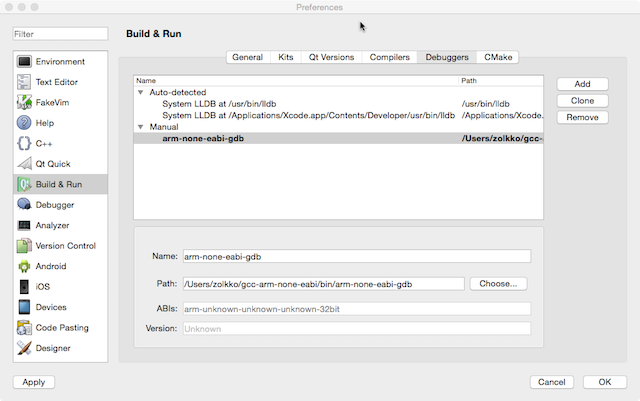 Preferences
Filter
Build & Run
Environment
Text Editor
FakeVim
Help
C++
Qt Quick
Build & Run
Debugger
Analyzer
Version Control
Android
iOS
Devices
Code Pasting
Designer
General Kits Qt Versions Compilers Debuggers CMake
Name Path
Auto-detected
System LLDB at /usr/bin/lldb /usr/bin/lldb
System LLDB at /Applications/Xcode.app/Contents/Developer/usr/bin/lldb /Applications/Xcode.
Manual
arm-none-eabi-gdb /Users/zolkko/gcc-
Add
Clone
Remove
Name: arm-none-eabi-gdb
Path: /Users/zolkko/gcc-arm-none-eabi/bin/arm-none-eabi-gdb Choose...
ABIs: arm-unknown-unknown-unknown-32bit
Version: Unknown
Apply Cancel OK